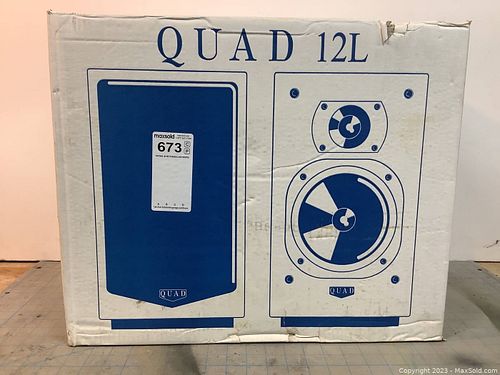 QUAD 12L
maxsold
673
QUAD
QUAD
Copyright 2023 - MaxSold.com